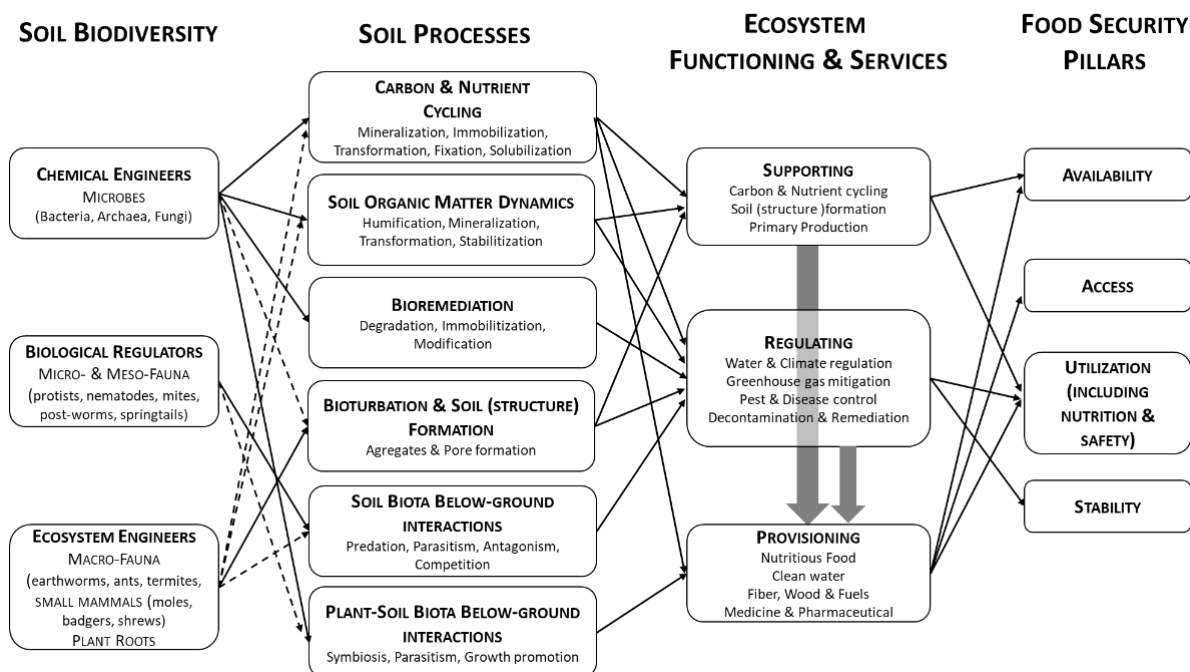 SOIL BIODIVERSITY
SOIL PROCESSES
ECOSYSTEM
FUNCTIONING & SERVICES
FOOD SECURITY
PILLARS
CHEMICAL ENGINEERS
MICROBES
(Bacteria, Archaea, Fungi)
BIOLOGICAL REGULATORS
MICRO- & MESO-FAUNA
(protists, nematodes, mites,
post-worms, springtails)
ECOSYSTEM ENGINEERS
MACRO-FAUNA
(earthworms, ants, termites,
SMALL MAMMALS (moles,
badgers, shrews)
PLANT ROOTS
CARBON & NUTRIENT
CYCLING
Mineralization, Immobilization,
Transformation, Fixation, Solubilization
SOIL ORGANIC MATTER DYNAMICS
Humification, Mineralization,
Transformation, Stabilitization
BIOREMEDIATION
Degradation, Immobilitization,
Modification
BIOTURBATION & SOIL (STRUCTURE)
FORMATION
Agregates & Pore formation
SOIL BIOTA BELOW-GROUND
INTERACTIONS
Predation, Parasitism, Antagonism,
Competition
PLANT-SOIL BIOTA BELOW-GROUND
INTERACTIONS
Symbiosis, Parasitism, Growth promotion
SUPPORTING
Carbon & Nutrient cycling
Soil (structure )formation
Primary Production
REGULATING
Water & Climate regulation
Greenhouse gas mitigation
Pest & Disease control
Decontamination & Remediation
PROVISIONING
Nutritious Food
Clean water
Fiber, Wood & Fuels
Medicine & Pharmaceutical
AVAILABILITY
ACCESS
UTILIZATION
(INCLUDING
NUTRITION &
SAFETY)
STABILITY